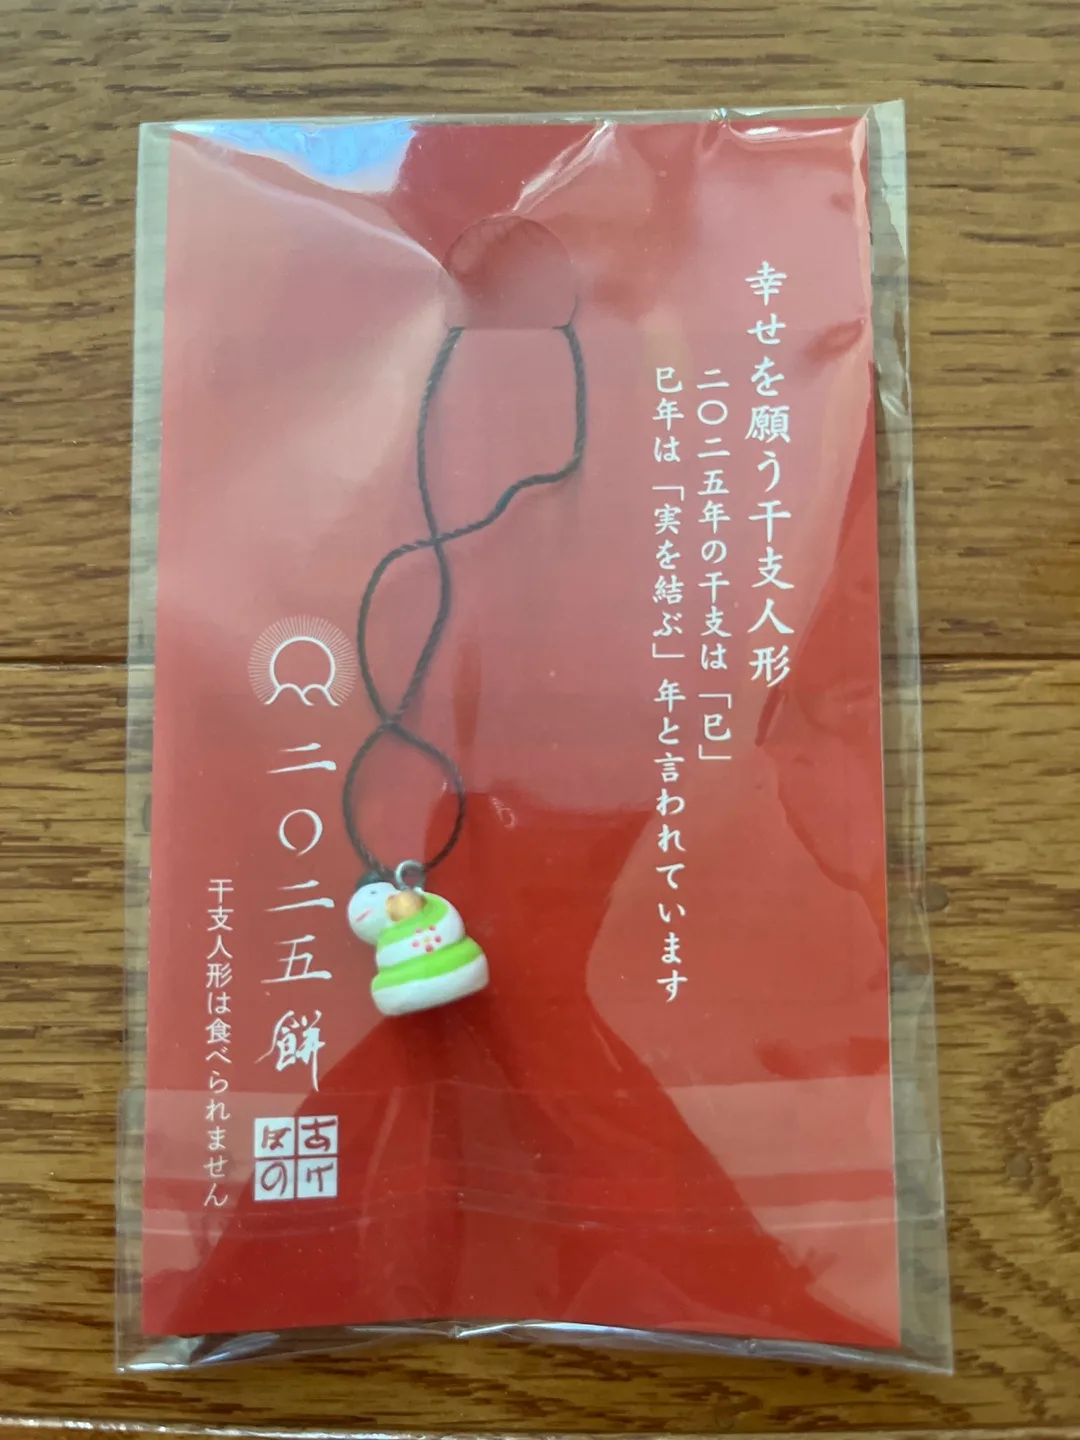 幸せを願う干支人形
二〇二五年の干支は「巳」
巳年は「実を結ぶ」年と言われています
二〇二五餅
あけ
ぼの
干支人形は食べられません